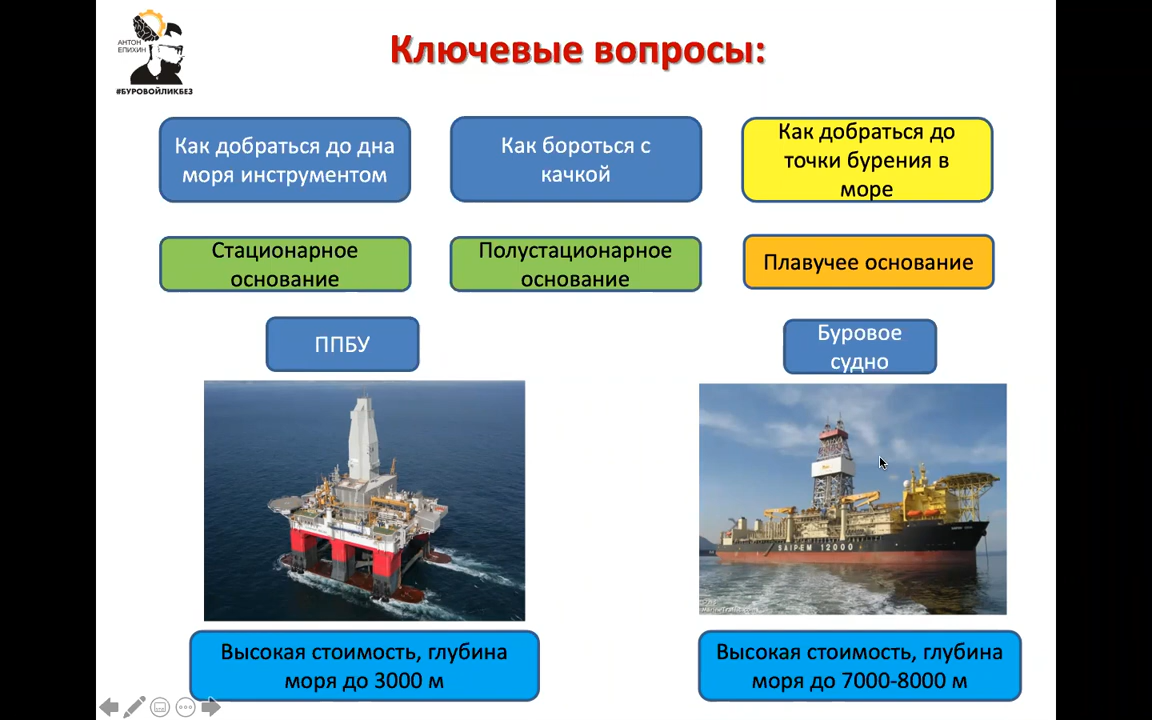 АНТОН
ЕПИХИН
#БУРОВОЙЛИКБЕЗ
Ключевые вопросы:
Как добраться до дна
моря инструментом
Как бороться с
качкой
Как добраться до
точки бурения в
море
Стационарное
основание
Полустационарное
основание
Плавучее основание
ППБУ
Буровое
судно
SAIPEM 12000
Высокая стоимость, глубина
моря до 3000 м
Высокая стоимость, глубина
моря до 7000-8000 м